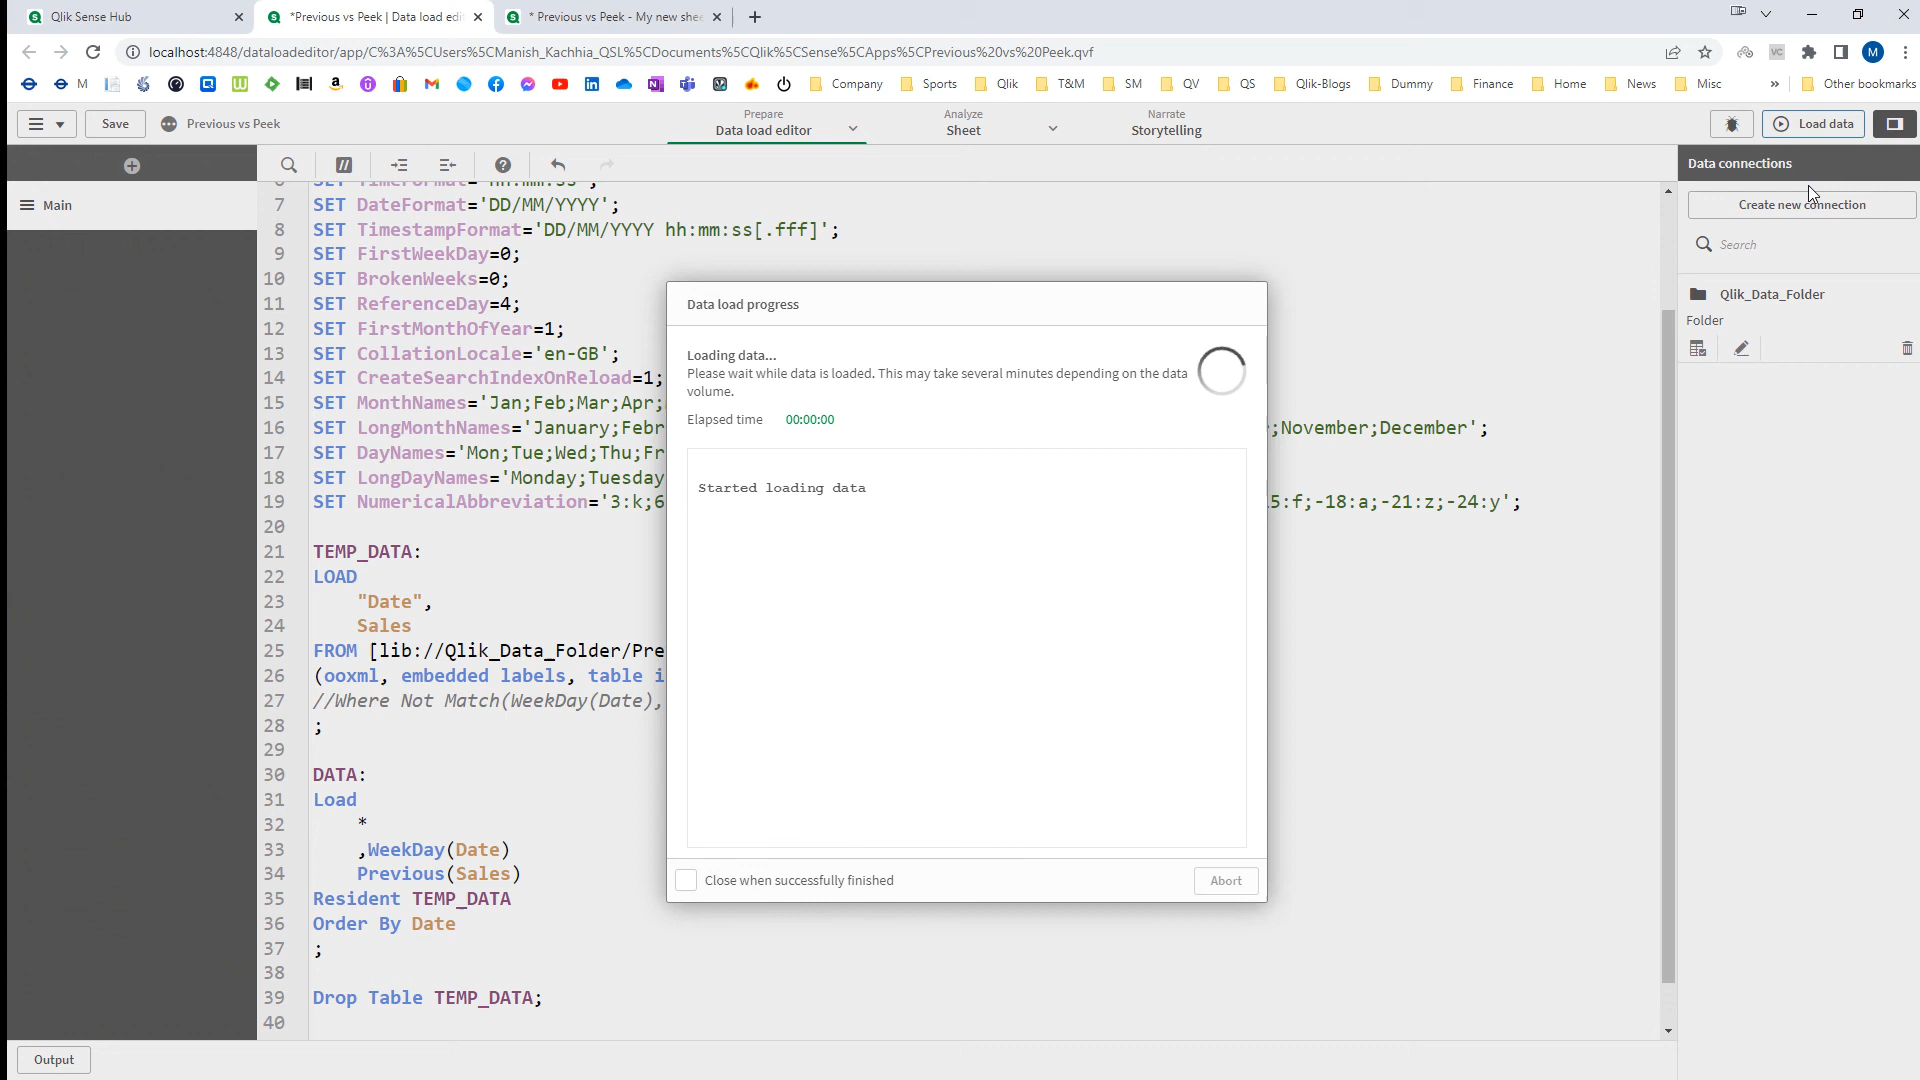 Qlik Sense Hub
*Previous vs Peek | Data load edi
* Previous vs Peek - My new shee
localhost:4848/dataloadeditor/app/C%3A%5CUsers%5CManish_Kachhia_QSL%5CDocuments%5CQlik%5CSense%5CApps%5CPrevious%20vs%20Peek.qvf
M
M
Company
Sports
Qlik
T&M
SM
QV
QS
Qlik-Blogs
Dummy
Finance
Home
News
Misc
»
Other bookmarks
Save
Previous vs Peek
Prepare
Data load editor
Analyze
Sheet
Narrate
Storytelling
Load data
Main
Data connections
Create new connection
Search
Qlik_Data_Folder
Folder
7 SET DateFormat='DD/MM/YYYY';
8 SET TimestampFormat='DD/MM/YYYY hh:mm:ss[.fff]';
9 SET FirstWeekDay=0;
10 SET BrokenWeeks=0;
11 SET ReferenceDay=4;
12 SET FirstMonthOfYear=1;
13 SET CollationLocale='en-GB';
14 SET CreateSearchIndexOnReload=1;
15 SET MonthNames='Jan;Feb;Mar;Apr;
16 SET LongMonthNames='January;Febr ;November;December';
17 SET DayNames='Mon;Tue;Wed;Thu;Fr
18 SET LongDayNames='Monday;Tuesday
19 SET NumericalAbbreviation='3:k;6 5:f;-18:a;-21:z;-24:y';
20
21 TEMP_DATA:
22 LOAD
23 "Date",
24 Sales
25 FROM [lib://Qlik_Data_Folder/Pre
26 (ooxml, embedded labels, table i
27 //Where Not Match(WeekDay(Date),
28 ;
29
30 DATA:
31 Load
32 *
33 ,WeekDay(Date)
34 Previous(Sales)
35 Resident TEMP_DATA
36 Order By Date
37 ;
38
39 Drop Table TEMP_DATA;
40
Data load progress
Loading data...
Please wait while data is loaded. This may take several minutes depending on the data
volume.
Elapsed time 00:00:00
Started loading data
Close when successfully finished
Abort
Output